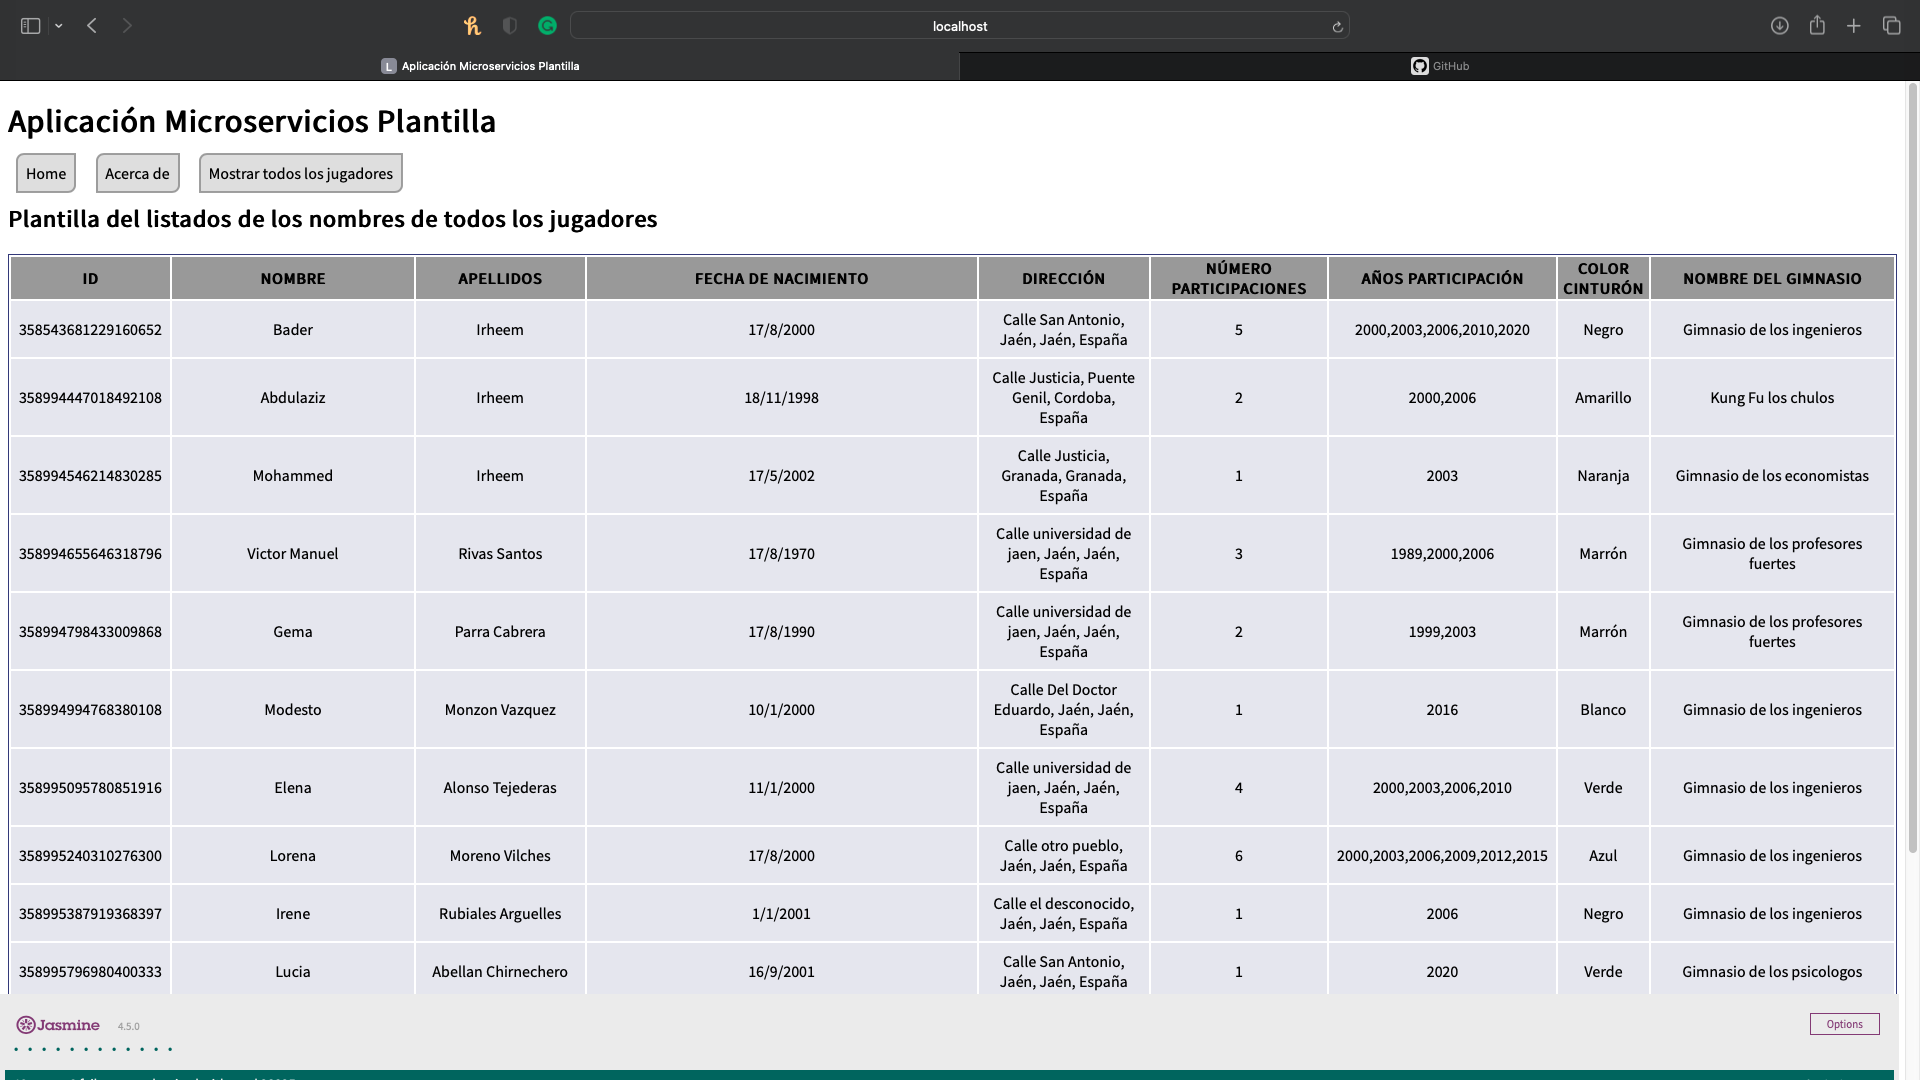 localhost
L Aplicación Microservicios Plantilla
GitHub
Aplicación Microservicios Plantilla
Home
Acerca de
Mostrar todos los jugadores
Plantilla del listados de los nombres de todos los jugadores
ID NOMBRE APELLIDOS FECHA DE NACIMIENTO DIRECCIÓN NÚMERO PARTICIPACIONES AÑOS PARTICIPACIÓN COLOR CINTURÓN NOMBRE DEL GIMNASIO
358543681229160652 Bader Irheem 17/8/2000 Calle San Antonio, Jaén, Jaén, España 5 2000,2003,2006,2010,2020 Negro Gimnasio de los ingenieros
358994447018492108 Abdulaziz Irheem 18/11/1998 Calle Justicia, Puente Genil, Cordoba, España 2 2000,2006 Amarillo Kung Fu los chulos
358994546214830285 Mohammed Irheem 17/5/2002 Calle Justicia, Granada, Granada, España 1 2003 Naranja Gimnasio de los economistas
358994655646318796 Victor Manuel Rivas Santos 17/8/1970 Calle universidad de jaen, Jaén, Jaén, España 3 1989,2000,2006 Marrón Gimnasio de los profesores fuertes
358994798433009868 Gema Parra Cabrera 17/8/1990 Calle universidad de jaen, Jaén, Jaén, España 2 1999,2003 Marrón Gimnasio de los profesores fuertes
358994994768380108 Modesto Monzon Vazquez 10/1/2000 Calle Del Doctor Eduardo, Jaén, Jaén, España 1 2016 Blanco Gimnasio de los ingenieros
358995095780851916 Elena Alonso Tejederas 11/1/2000 Calle universidad de jaen, Jaén, Jaén, España 4 2000,2003,2006,2010 Verde Gimnasio de los ingenieros
358995240310276300 Lorena Moreno Vilches 17/8/2000 Calle otro pueblo, Jaén, Jaén, España 6 2000,2003,2006,2009,2012,2015 Azul Gimnasio de los ingenieros
358995387919368397 Irene Rubiales Arguelles 1/1/2001 Calle el desconocido, Jaén, Jaén, España 1 2006 Negro Gimnasio de los ingenieros
358995796980400333 Lucia Abellan Chirnechero 16/9/2001 Calle San Antonio, Jaén, Jaén, España 1 2020 Verde Gimnasio de los psicologos
Jasmine 4.5.0
Options